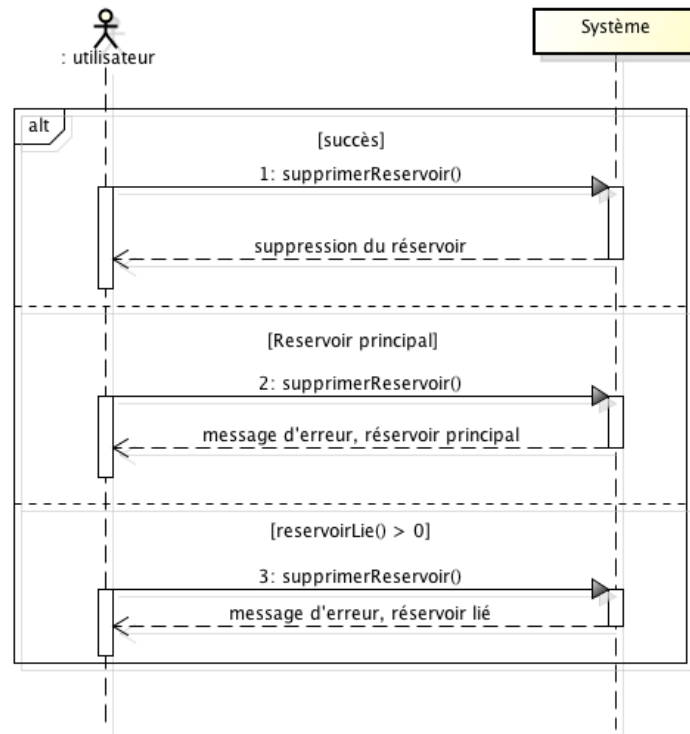 : utilisateur
Système
alt
[succès]
1: supprimerReservoir()
suppression du réservoir
[Reservoir principal]
2: supprimerReservoir()
message d'erreur, réservoir principal
[reservoirLie() > 0]
3: supprimerReservoir()
message d'erreur, réservoir lié